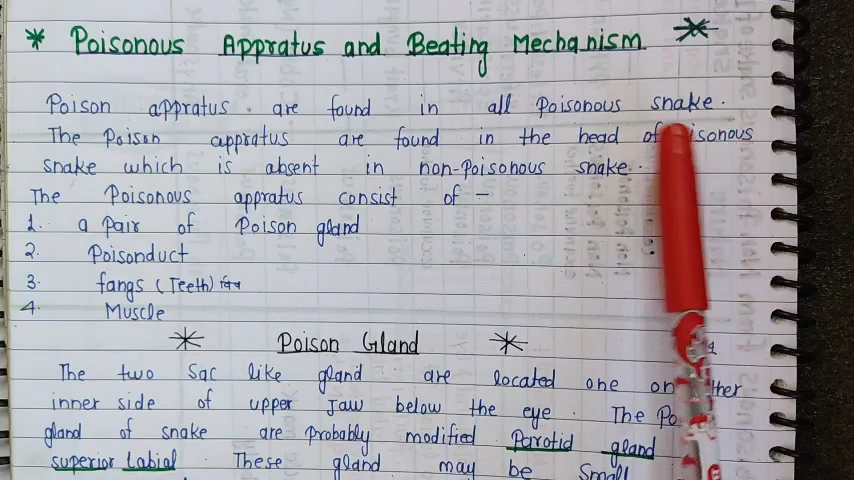 * Poisonous Appratus and Beating Mechanism *
Poison appratus. are found in all Poisonous snake.
The Poison appratus are found in the head of isonous
snake which is absent in non-Poisonous snake.
The Poisonous appratus consist of -
1. a pair of Poison gland
2. Poisonduct
3. fangs (Teeth)
4. Muscle
* Poison Gland *
The two Sac like gland are located one on ther
inner side of upper Jaw below the eye. The Po
gland of snake are Probably modified Parotid gland
superior Labial. These gland may be Small